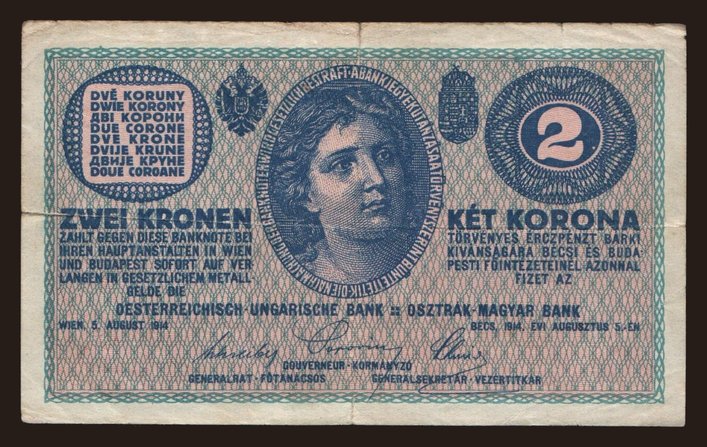 DVĚ KORUNY
DWIE KORONY
ДВІ КОРОНИ
DUE CORONE
DVE KRONI
DVIJE KRUNE
ДВИЈЕ КРУНЕ
DOUE COROANE
2
ZWEI KRONEN
ZAHLT GEGEN DIESE BANKNOTE BEI
IHREN HAUPTANSTALTEN IN WIEN
UND BUDAPEST SOFORT AUF VER
LANGEN IN GESETZLICHEM METALL
GELDE DIE
KÉT KORONA
TÖRVÉNYES ÉRCZPÉNZT BÁRKI
KIVÁNSÁGÁRA BÉCSI ÉS BUDA
PESTI FŐINTÉZETEINÉL AZONNAL
FIZET AZ
OESTERREICHISCH-UNGARISCHE BANK :: OSZTRÁK-MAGYAR BANK
WIEN, 5. AUGUST 1914
BÉCS, 1914. ÉVI AUGUSZTUS 5.-ÉN
GOUVERNEUR-KORMÁNYZÓ
GENERALRAT-FŐTANÁCSOS
GENERALSEKRETÄR-VEZÉRTITKÁR